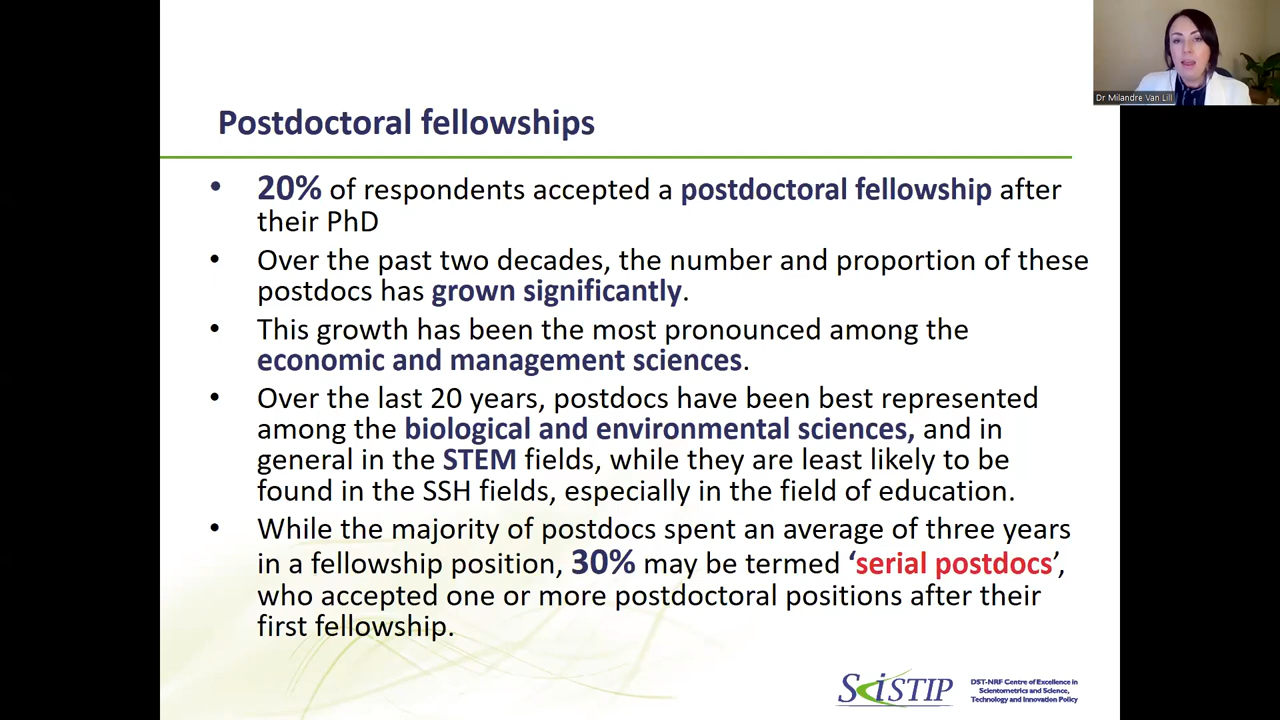 Dr Milandre Van Lill
Postdoctoral fellowships
• 20% of respondents accepted a postdoctoral fellowship after
their PhD
• Over the past two decades, the number and proportion of these
postdocs has grown significantly.
• This growth has been the most pronounced among the
economic and management sciences.
• Over the last 20 years, postdocs have been best represented
among the biological and environmental sciences, and in
general in the STEM fields, while they are least likely to be
found in the SSH fields, especially in the field of education.
• While the majority of postdocs spent an average of three years
in a fellowship position, 30% may be termed ‘serial postdocs’,
who accepted one or more postdoctoral positions after their
first fellowship.
SciSTIP
DST-NRF Centre of Excellence in
Scientometrics and Science,
Technology and Innovation Policy